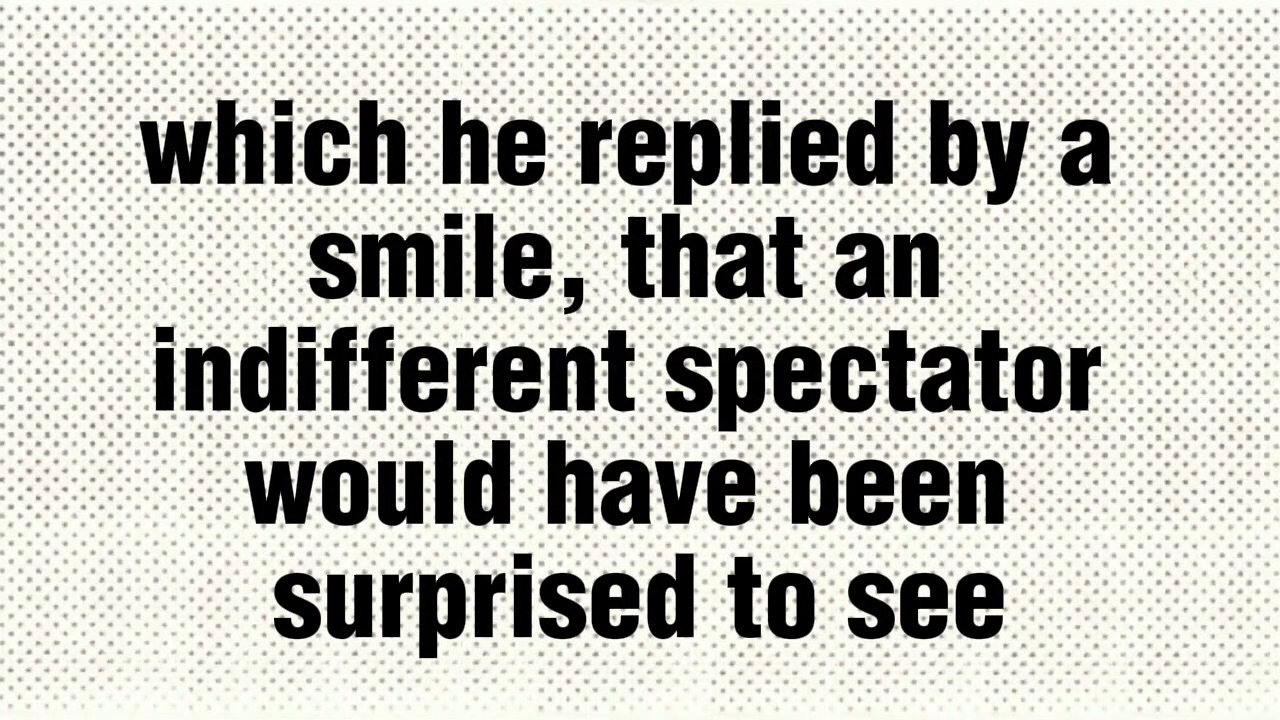 which he replied by a
smile, that an
indifferent spectator
would have been
surprised to see